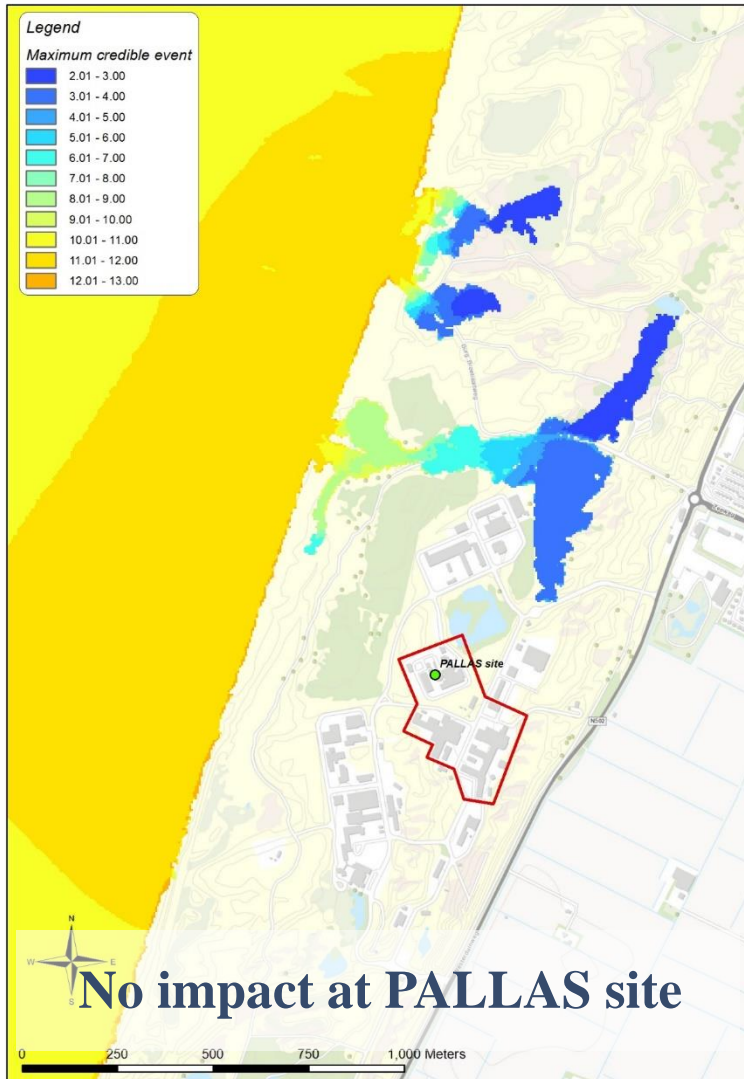 Legend
Maximum credible event
2.01 - 3.00
3.01 - 4.00
4.01 - 5.00
5.01 - 6.00
6.01 - 7.00
7.01 - 8.00
8.01 - 9.00
9.01 - 10.00
10.01 - 11.00
11.01 - 12.00
12.01 - 13.00
PALLAS site
N502
N
W E
S
No impact at PALLAS site
0 250 500 750 1,000 Meters